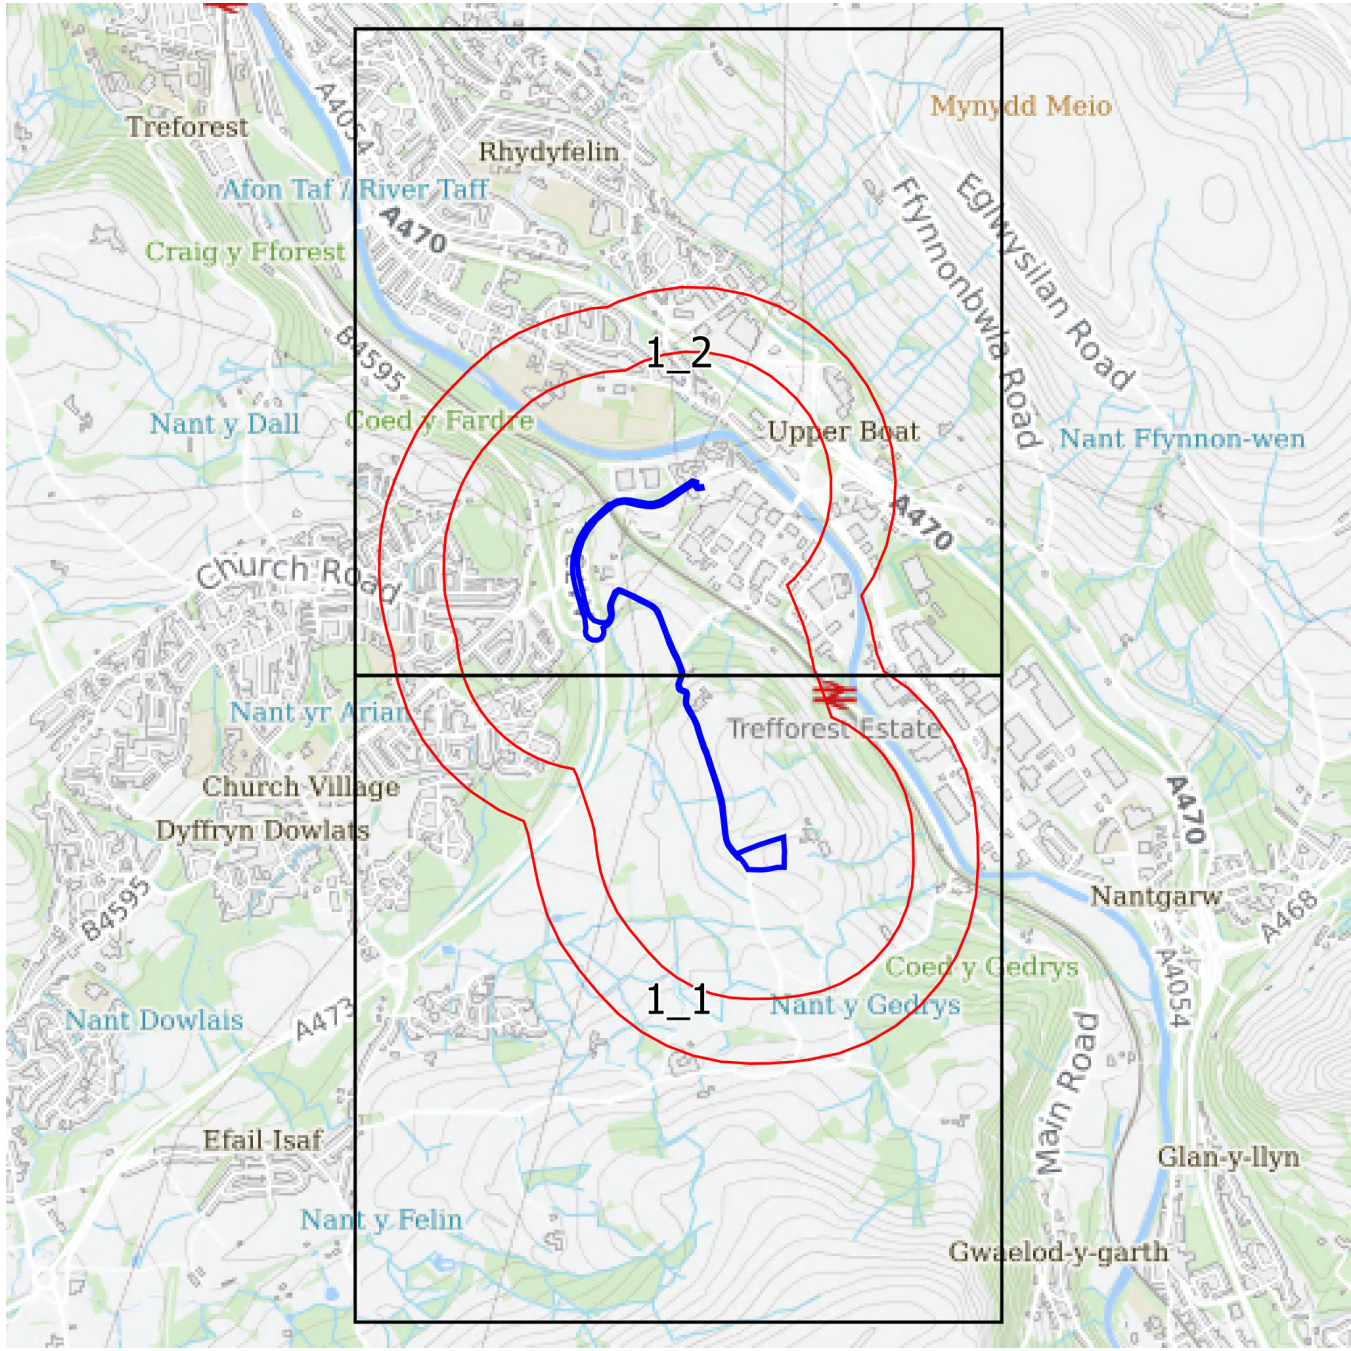 Mynydd Meio
A4054
Treforest
Rhydyfelin
Afon Taf / River Taff
Eglwysilan Road
Ffynnonbwla Road
A470
Craig y Fforest
1_2
B4595
Nant y Dall
Coed y Fardre
Upper Boat
Nant Ffynnon-wen
A470
Church Road
Nant yr Arian
Trefforest Estate
Church Village
A470
Dyffryn Dowlais
Nantgarw
B4595
A468
Coed y Gedrys
1_1
Nant y Gedrys
A4054
Nant Dowlais
A473
Main Road
Efail Isaf
Glan-y-llyn
Nant y Felin
Gwaelod-y-garth